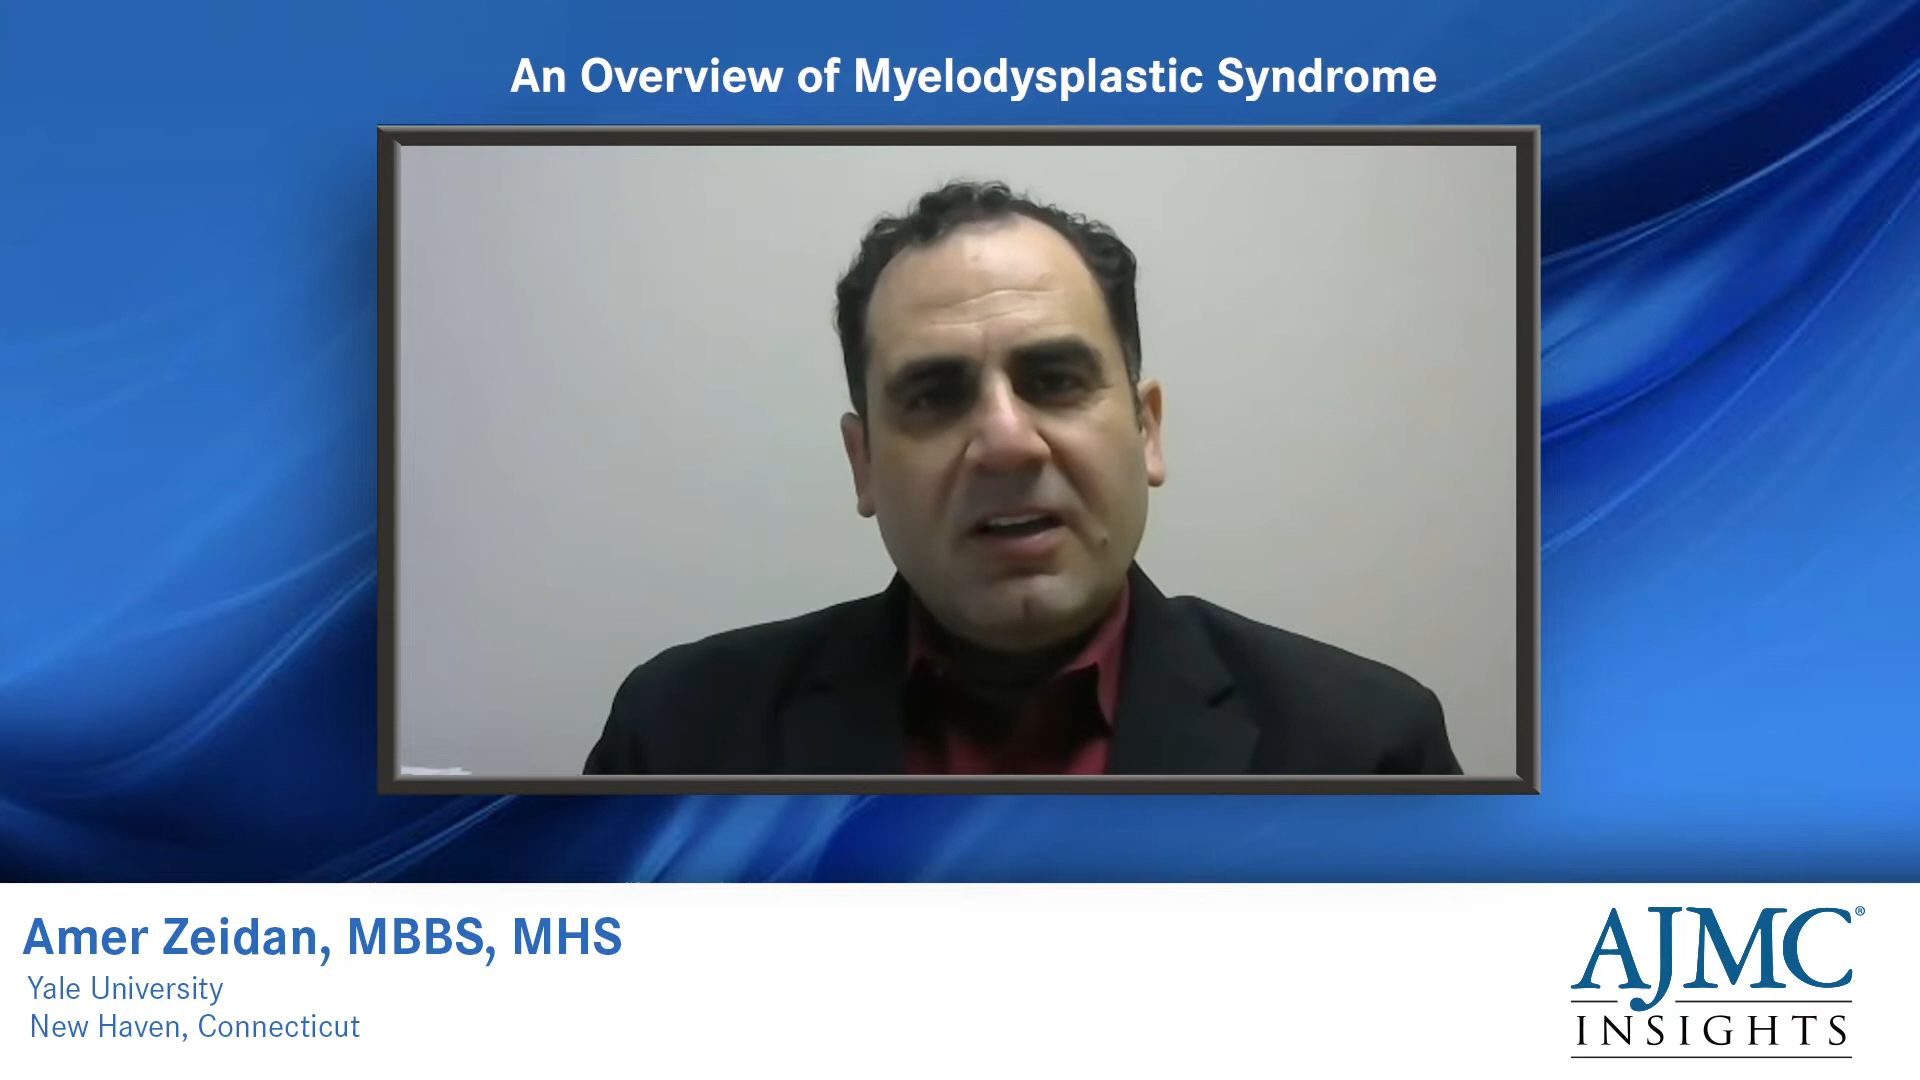 An Overview of Myelodysplastic Syndrome
Amer Zeidan, MBBS, MHS
Yale University
New Haven, Connecticut
AJMC®
INSIGHTS